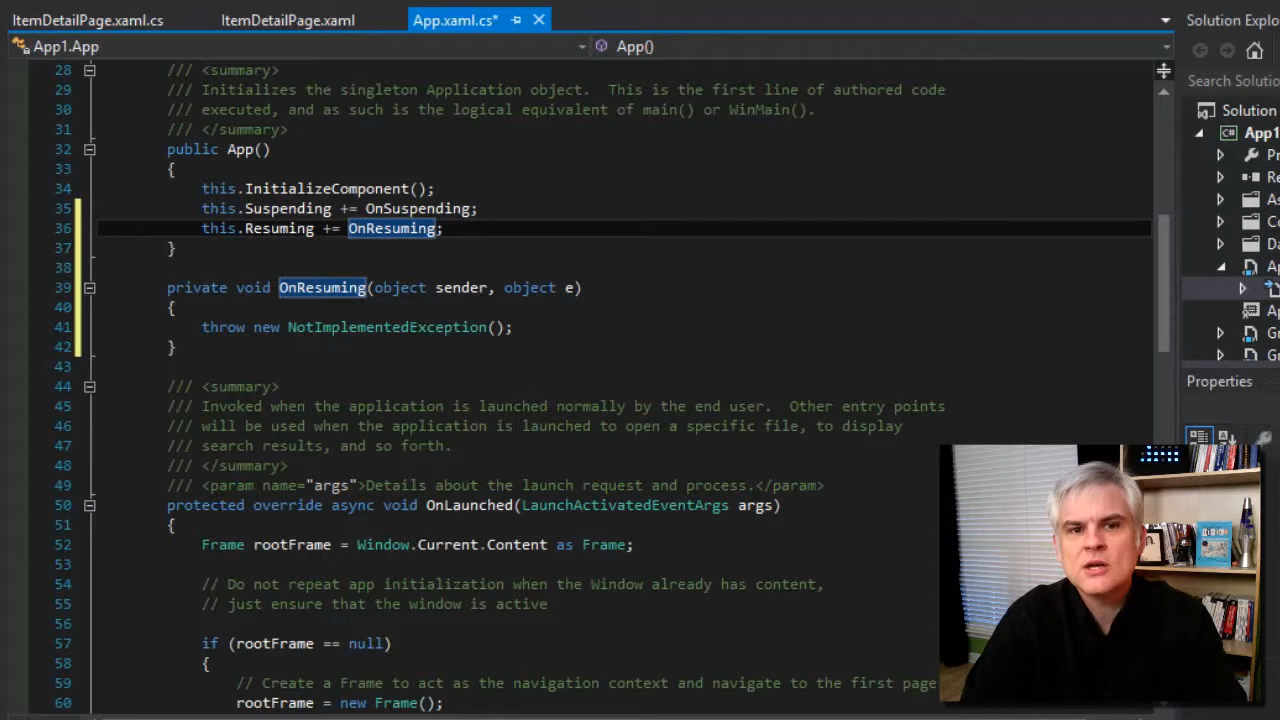 ItemDetailPage.xaml.cs ItemDetailPage.xaml App.xaml.cs* Solution Explo
App1.App App()
Search Solutio
28 /// <summary>
29 /// Initializes the singleton Application object.  This is the first line of authored code
30 /// executed, and as such is the logical equivalent of main() or WinMain().
31 /// </summary>
32 public App()
33 {
34 this.InitializeComponent();
35 this.Suspending += OnSuspending;
36 this.Resuming += OnResuming;
37 }
38
39 private void OnResuming(object sender, object e)
40 {
41 throw new NotImplementedException();
42 }
43
44 /// <summary>
45 /// Invoked when the application is launched normally by the end user.  Other entry points
46 /// will be used when the application is launched to open a specific file, to display
47 /// search results, and so forth.
48 /// </summary>
49 /// <param name="args">Details about the launch request and process.</param>
50 protected override async void OnLaunched(LaunchActivatedEventArgs args)
51 {
52 Frame rootFrame = Window.Current.Content as Frame;
53
54 // Do not repeat app initialization when the Window already has content,
55 // just ensure that the window is active
56
57 if (rootFrame == null)
58 {
59 // Create a Frame to act as the navigation context and navigate to the first page
60 rootFrame = new Frame();
Solution
C# App1
Pr
Re
As
Co
Da
Ap
Ap
Gr
Gr
Properties